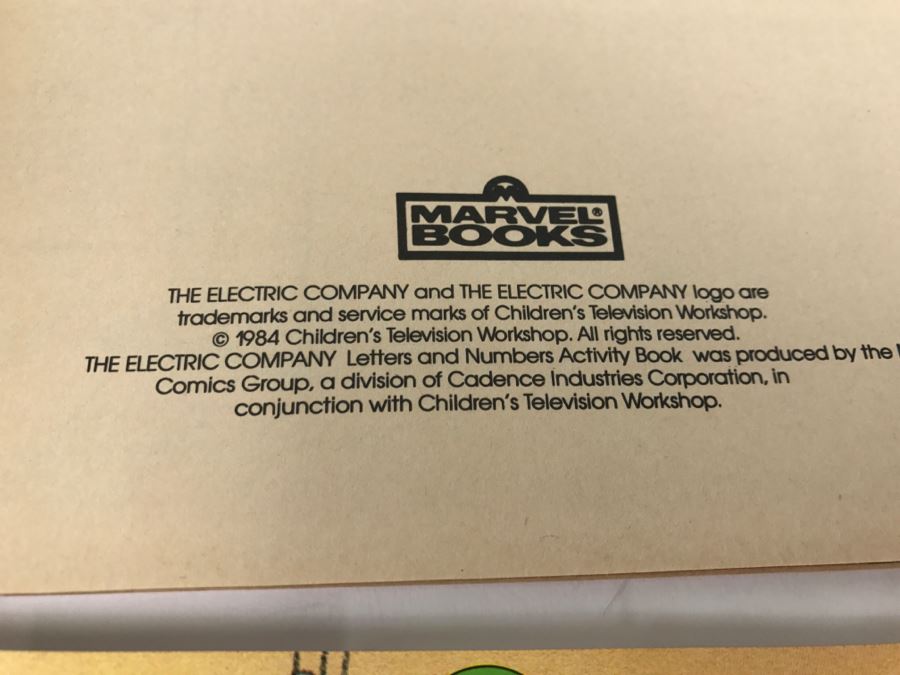 MARVEL®
BOOKS
THE ELECTRIC COMPANY and THE ELECTRIC COMPANY logo are
trademarks and service marks of Children's Television Workshop.
© 1984 Children's Television Workshop. All rights reserved.
THE ELECTRIC COMPANY Letters and Numbers Activity Book was produced by the
Comics Group, a division of Cadence Industries Corporation, in
conjunction with Children's Television Workshop.